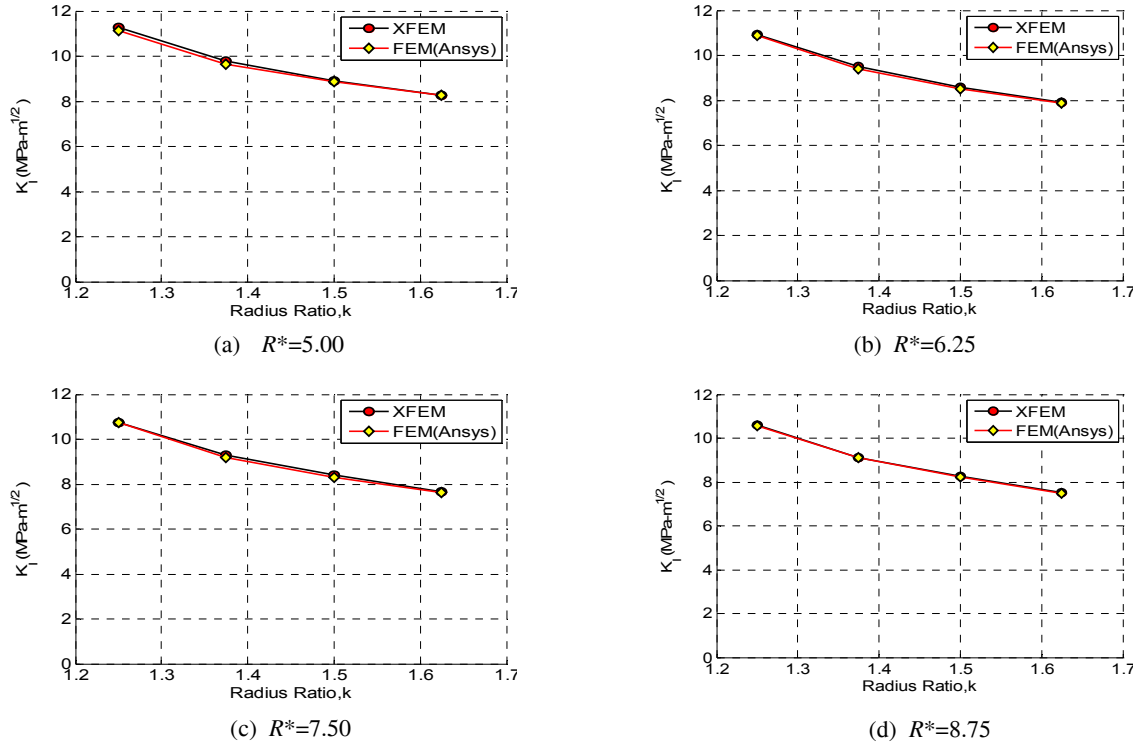 12
10
8
6
4
2
0
K_I (MPa-m^1/2)
XFEM
FEM(Ansys)
1.2 1.3 1.4 1.5 1.6 1.7
Radius Ratio,k
(a) R*=5.00
12
10
8
6
4
2
0
K_I (MPa-m^1/2)
XFEM
FEM(Ansys)
1.2 1.3 1.4 1.5 1.6 1.7
Radius Ratio,k
(b) R*=6.25
12
10
8
6
4
2
0
K_I (MPa-m^1/2)
XFEM
FEM(Ansys)
1.2 1.3 1.4 1.5 1.6 1.7
Radius Ratio,k
(c) R*=7.50
12
10
8
6
4
2
0
K_I (MPa-m^1/2)
XFEM
FEM(Ansys)
1.2 1.3 1.4 1.5 1.6 1.7
Radius Ratio,k
(d) R*=8.75